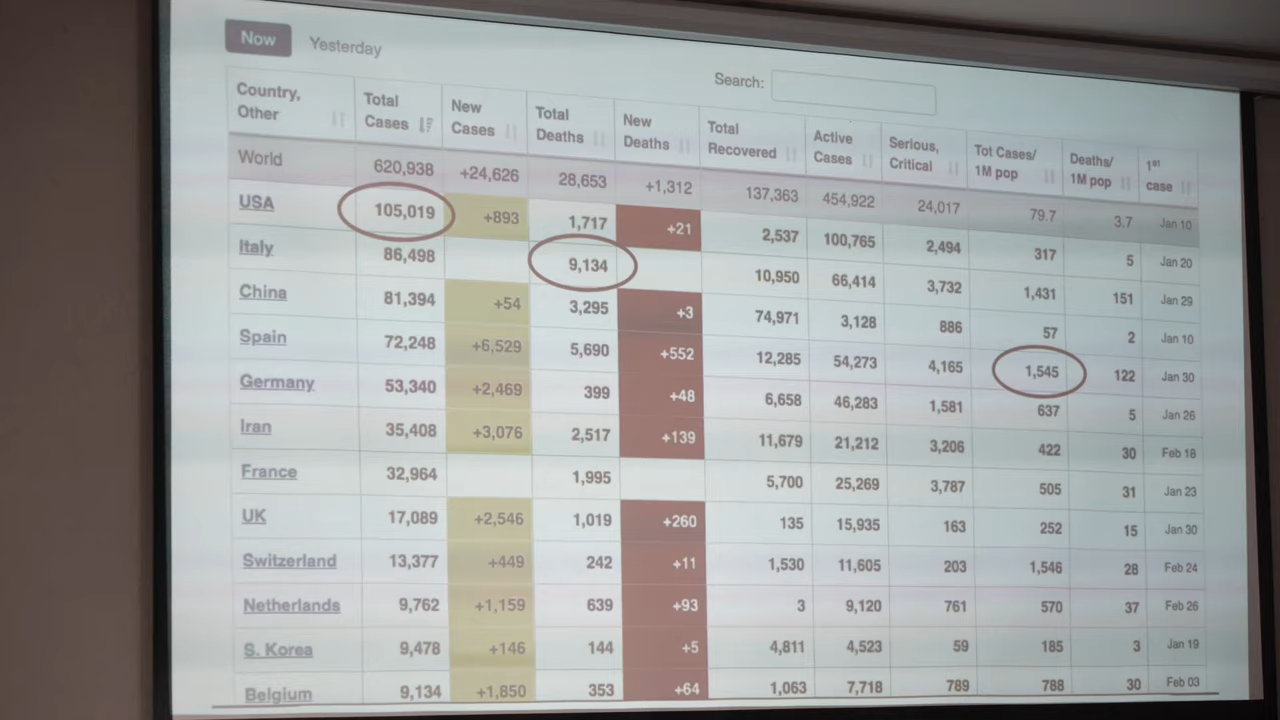 Now Yesterday
Search:
Country, Other Total Cases New Cases Total Deaths New Deaths Total Recovered Active Cases Serious, Critical Tot Cases/ 1M pop Deaths/ 1M pop 1st case
World 620,938 +24,626 28,653 +1,312 137,363 454,922 24,017 79.7 3.7 Jan 10
USA 105,019 +893 1,717 +21 2,537 100,765 2,494 317 5 Jan 20
Italy 86,498 9,134 10,950 66,414 3,732 1,431 151 Jan 29
China 81,394 +54 3,295 +3 74,971 3,128 886 57 2 Jan 10
Spain 72,248 +6,529 5,690 +552 12,285 54,273 4,165 1,545 122 Jan 30
Germany 53,340 +2,469 399 +48 6,658 46,283 1,581 637 5 Jan 26
Iran 35,408 +3,076 2,517 +139 11,679 21,212 3,206 422 30 Feb 18
France 32,964 1,995 5,700 25,269 3,787 505 31 Jan 23
UK 17,089 +2,546 1,019 +260 135 15,935 163 252 15 Jan 30
Switzerland 13,377 +449 242 +11 1,530 11,605 203 1,546 28 Feb 24
Netherlands 9,762 +1,159 639 +93 3 9,120 761 570 37 Feb 26
S. Korea 9,478 +146 144 +5 4,811 4,523 59 185 3 Jan 19
Belgium 9,134 +1,850 353 +64 1,063 7,718 789 788 30 Feb 03